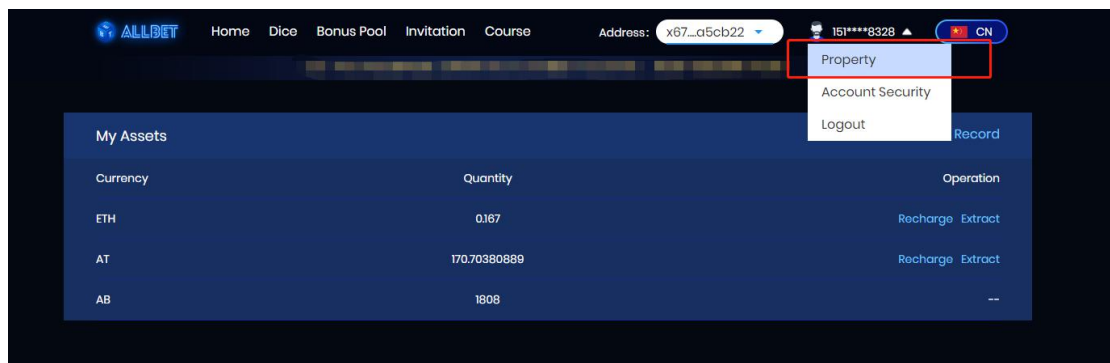 ALLBET Home Dice Bonus Pool Invitation Course Address: x67....a5cb22 151****8328 CN
Property
Account Security
Logout
My Assets Record
Currency Quantity Operation
ETH 0.167 Recharge Extract
AT 170.70380889 Recharge Extract
AB 1808 --